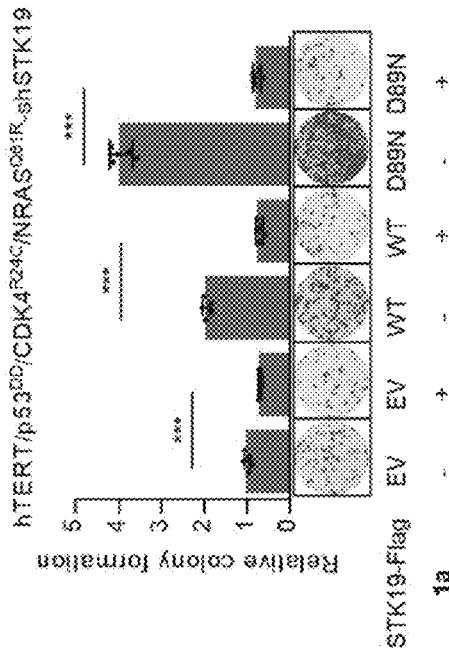 hTERT/p53DD/CDK4R24C/NRASQ61R-shSTK19
Relative colony formation
5
4
3
2
1
0
***
***
***
STK19-Flag EV EV WT WT D89N D89N
1a - + - + - +